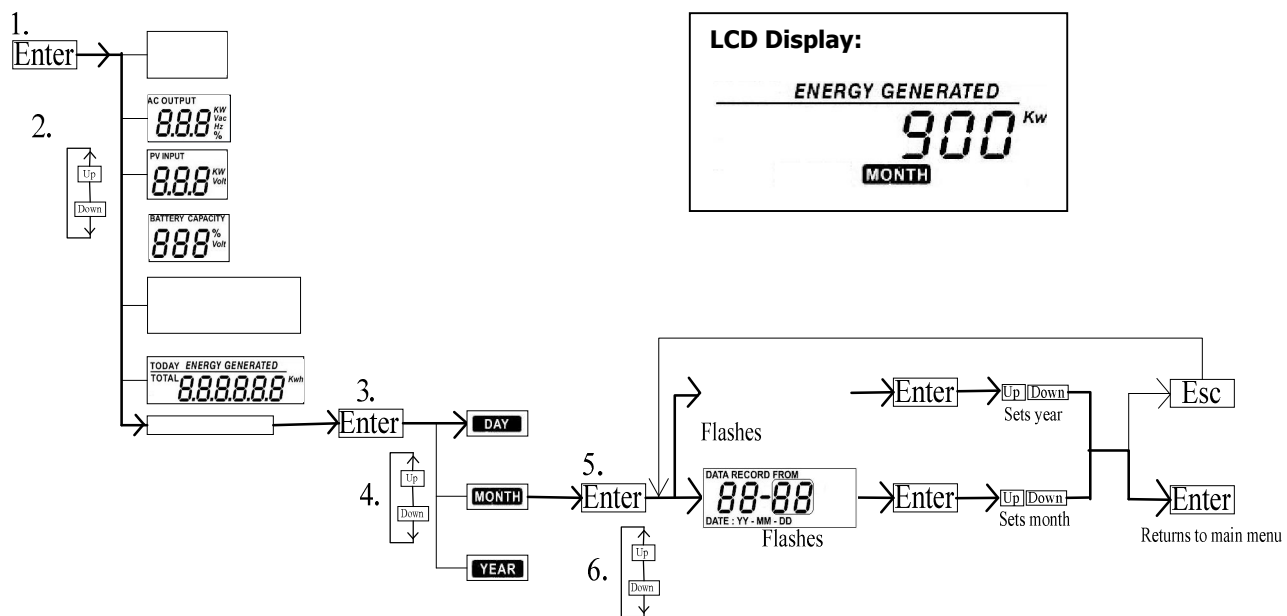 1.
Enter
LCD Display:
ENERGY GENERATED
900 Kw
MONTH
AC OUTPUT
8.8.8 KW
Vac
Hz
%
2.
Up
Down
PV INPUT
8.8.8 KW
Volt
BATTERY CAPACITY
888 %
Volt
TODAY ENERGY GENERATED
TOTAL 8.8.8.8.8.8 Kwh
3.
Enter
DAY
4.
Up
Down
MONTH
YEAR
5.
Enter
6.
Up
Down
Flashes
Enter
Up Down
Sets year
Esc
DATA RECORD FROM
88-88
DATE : YY - MM - DD
Flashes
Enter
Up Down
Sets month
Enter
Returns to main menu